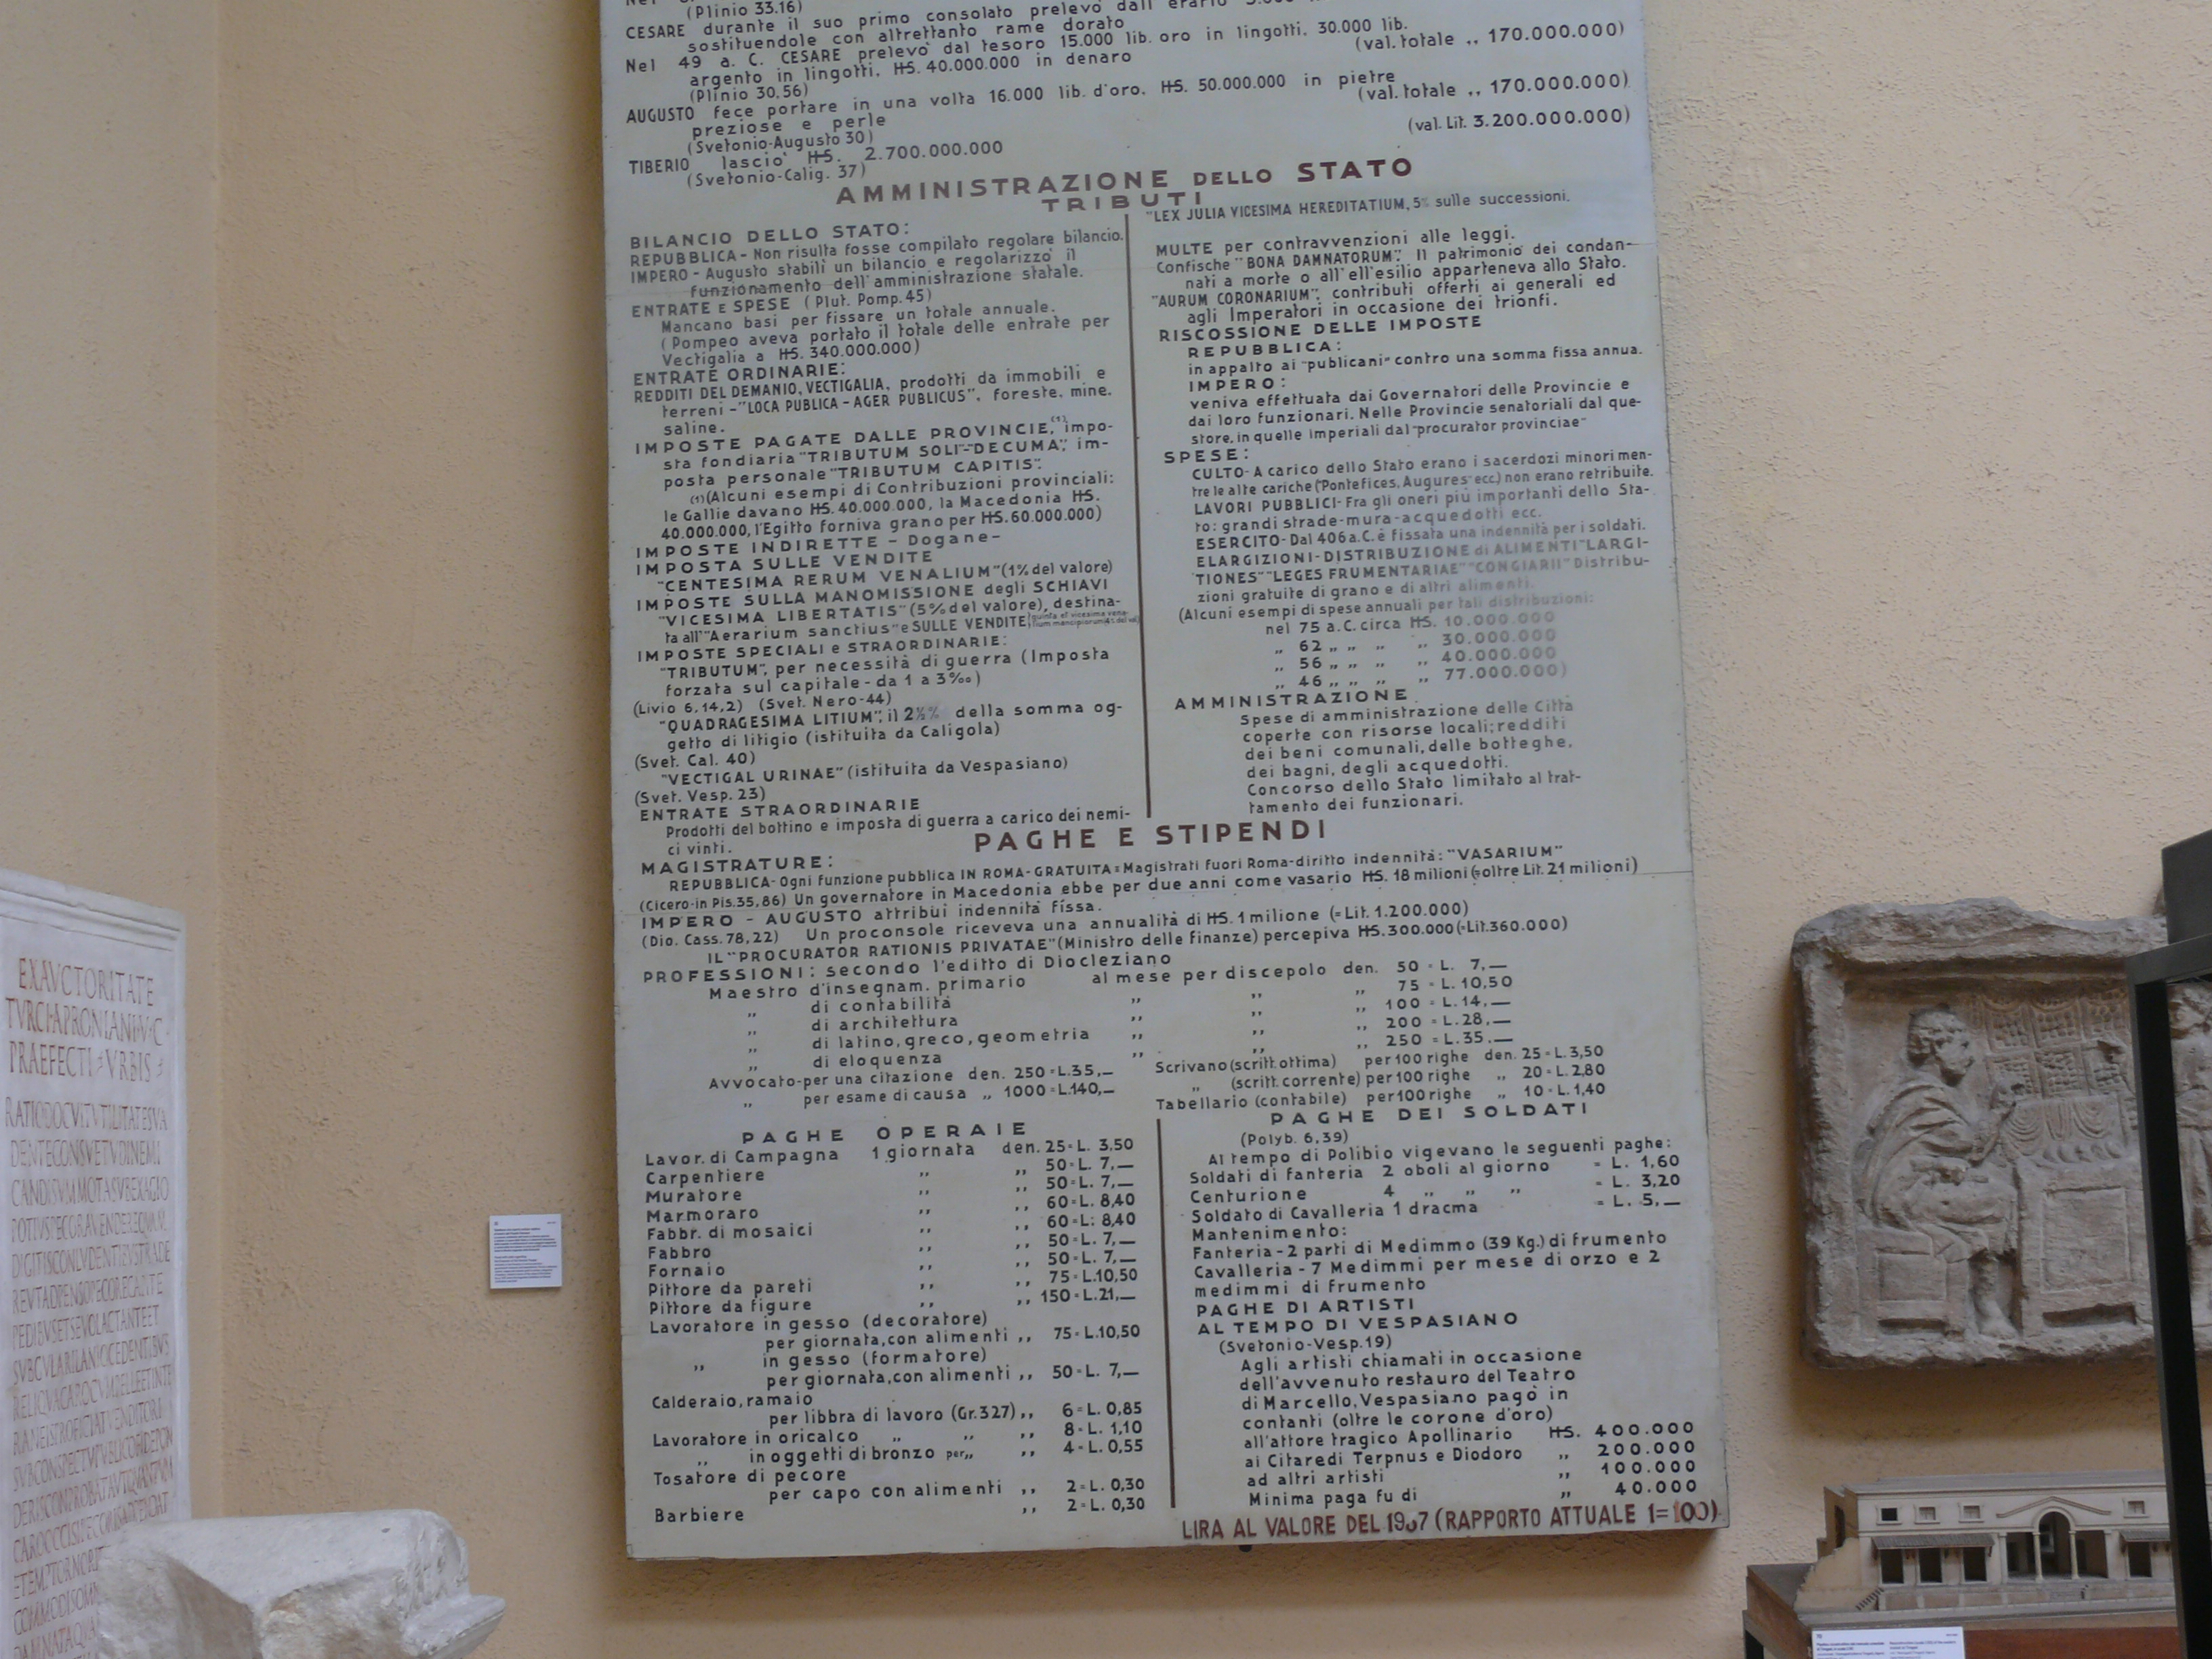 (Plinio 33.16)
CESARE durante il suo primo consolato prelevò dall' erario
sostituendole con altrettanto rame dorato
Nel 49 a. C. CESARE prelevò dal tesoro 15.000 lib. oro in lingotti. 30.000 lib.
argento in lingotti, HS. 40.000.000 in denaro (val. totale ,, 170.000.000)
(Plinio 30,56)
AUGUSTO fece portare in una volta 16.000 lib. d'oro. HS. 50.000.000 in pietre
preziose e perle (val. totale ,, 170.000.000)
(Svetonio-Augusto 30)
TIBERIO lasciò HS. 2.700.000.000 (val. Lit. 3.200.000.000)
(Svetonio-Calig. 37)
AMMINISTRAZIONE DELLO STATO
TRIBUTI
BILANCIO DELLO STATO:
REPUBBLICA - Non risulta fosse compilato regolare bilancio.
IMPERO - Augusto stabilì un bilancio e regolarizzò il
funzionamento dell'amministrazione statale.
ENTRATE E SPESE (Plut. Pomp. 45)
Mancano basi per fissare un totale annuale.
(Pompeo aveva portato il totale delle entrate per
Vectigalia a HS. 340.000.000)
ENTRATE ORDINARIE:
REDDITI DEL DEMANIO, VECTIGALIA, prodotti da immobili e
terreni - "LOCA PUBLICA - AGER PUBLICUS", foreste, mine,
saline.
IMPOSTE PAGATE DALLE PROVINCIE, (1) impo-
sta fondiaria "TRIBUTUM SOLI"-"DECUMA", im-
posta personale "TRIBUTUM CAPITIS".
(1)(Alcuni esempi di Contribuzioni provinciali:
le Gallie davano HS. 40.000.000, la Macedonia HS.
40.000.000, l'Egitto forniva grano per HS. 60.000.000)
IMPOSTE INDIRETTE - Dogane -
IMPOSTA SULLE VENDITE
"CENTESIMA RERUM VENALIUM" (1% del valore)
IMPOSTE SULLA MANOMISSIONE degli SCHIAVI
"VICESIMA LIBERTATIS" (5% del valore), destina-
ta all' "Aerarium sanctius" e SULLE VENDITE (quinta et vicesima vena-
lium mancipiorum 4% del val.)
IMPOSTE SPECIALI e STRAORDINARIE:
"TRIBUTUM", per necessità di guerra (Imposta
forzata sul capitale - da 1 a 3‰)
(Livio 6,14,2) (Svet. Nero-44)
"QUADRAGESIMA LITIUM", il 2½% della somma og-
getto di litigio (istituita da Caligola)
(Svet. Cal. 40)
"VECTIGAL URINAE" (istituita da Vespasiano)
(Svet. Vesp. 23)
ENTRATE STRAORDINARIE
Prodotti del bottino e imposta di guerra a carico dei nemi-
ci vinti.
"LEX JULIA VICESIMA HEREDITATIUM, 5% sulle successioni.
MULTE per contravvenzioni alle leggi.
Confische "BONA DAMNATORUM". Il patrimonio dei condan-
nati a morte o all'ell'esilio apparteneva allo Stato.
"AURUM CORONARIUM", contributi offerti ai generali ed
agli Imperatori in occasione dei trionfi.
RISCOSSIONE DELLE IMPOSTE
REPUBBLICA:
in appalto ai "publicani" contro una somma fissa annua.
IMPERO:
veniva effettuata dai Governatori delle Provincie e
dai loro funzionari. Nelle Provincie senatoriali dal que-
store, in quelle imperiali dal "procurator provinciae"
SPESE:
CULTO - A carico dello Stato erano i sacerdozi minori men-
tre le alte cariche ("Pontefices, Augures" ecc.) non erano retribuite.
LAVORI PUBBLICI - Fra gli oneri più importanti dello Sta-
to: grandi strade - mura - acquedotti ecc.
ESERCITO - Dal 406 a.C. è fissata una indennità per i soldati.
ELARGIZIONI - DISTRIBUZIONE di ALIMENTI "LARGI-
TIONES" "LEGES FRUMENTARIAE" "CONGIARII" Distribu-
zioni gratuite di grano e di altri alimenti.
(Alcuni esempi di spese annuali per tali distribuzioni:
nel 75 a.C. circa HS. 10.000.000
,, 62 ,, ,, ,, ,, 30.000.000
,, 56 ,, ,, ,, ,, 40.000.000
,, 46 ,, ,, ,, ,, 77.000.000)
AMMINISTRAZIONE
Spese di amministrazione delle Città
coperte con risorse locali; redditi
dei beni comunali, delle botteghe,
dei bagni, degli acquedotti.
Concorso dello Stato limitato al trat-
tamento dei funzionari.
PAGHE E STIPENDI
MAGISTRATURE:
REPUBBLICA - Ogni funzione pubblica IN ROMA - GRATUITA = Magistrati fuori Roma - diritto indennità: "VASARIUM"
(Cicero-in Pis. 35,86) Un governatore in Macedonia ebbe per due anni come vasario HS. 18 milioni (= oltre Lit. 21 milioni)
IMPERO - AUGUSTO attribuì indennità fissa.
(Dio. Cass. 78,22) Un proconsole riceveva una annualità di HS. 1 milione (= Lit. 1.200.000)
IL "PROCURATOR RATIONIS PRIVATAE" (Ministro delle finanze) percepiva HS. 300.000 (= Lit. 360.000)
PROFESSIONI: secondo l'editto di Diocleziano
Maestro d'insegnam. primario al mese per discepolo den. 50 = L. 7,—
,, di contabilità ,, ,, ,, 75 = L. 10,50
,, di architettura ,, ,, ,, 100 = L. 14,—
,, di latino, greco, geometria ,, ,, ,, 200 = L. 28,—
,, di eloquenza ,, ,, ,, 250 = L. 35,—
Avvocato - per una citazione den. 250 = L. 35,—
,, per esame di causa ,, 1000 = L. 140,—
Scrivano (scritt. ottima) per 100 righe den. 25 = L. 3,50
,, (scritt. corrente) per 100 righe ,, 20 = L. 2,80
Tabellario (contabile) per 100 righe ,, 10 = L. 1,40
PAGHE OPERAIE
Lavor. di Campagna 1 giornata den. 25 = L. 3,50
Carpentiere ,, ,, 50 = L. 7,—
Muratore ,, ,, 50 = L. 7,—
Marmoraro ,, ,, 60 = L. 8,40
Fabbr. di mosaici ,, ,, 60 = L: 8,40
Fabbro ,, ,, 50 = L. 7,—
Fornaio ,, ,, 50 = L. 7,—
Pittore da pareti ,, ,, 75 = L. 10,50
Pittore da figure ,, ,, 150 = L. 21,—
Lavoratore in gesso (decoratore)
per giornata, con alimenti ,, 75 = L. 10,50
,, in gesso (formatore)
per giornata, con alimenti ,, 50 = L. 7,—
Calderaio, ramaio
per libbra di lavoro (Gr. 327) ,, 6 = L. 0,85
Lavoratore in oricalco ,, ,, ,, 8 = L. 1,10
,, in oggetti di bronzo per ,, ,, 4 = L. 0,55
Tosatore di pecore
per capo con alimenti ,, 2 = L. 0,30
Barbiere ,, 2 = L. 0,30
PAGHE DEI SOLDATI
(Polyb. 6,39)
Al tempo di Polibio vigevano le seguenti paghe:
Soldati di fanteria 2 oboli al giorno = L. 1,60
Centurione 4 ,, ,, ,, = L. 3,20
Soldato di Cavalleria 1 dracma = L. 5,—
Mantenimento:
Fanteria - 2 parti di Medimmo (39 Kg.) di frumento
Cavalleria - 7 Medimmi per mese di orzo e 2
medimmi di frumento
PAGHE DI ARTISTI
AL TEMPO DI VESPASIANO
(Svetonio-Vesp. 19)
Agli artisti chiamati in occasione
dell'avvenuto restauro del Teatro
di Marcello, Vespasiano pagò in
contanti (oltre le corone d'oro)
all'attore tragico Apollinario HS. 400.000
ai Citaredi Terpnus e Diodoro ,, 200.000
ad altri artisti ,, 100.000
Minima paga fu di ,, 40.000
LIRA AL VALORE DEL 1967 (RAPPORTO ATTUALE 1=100)
EX AVCTORITATE
TVRCI APRONIANI V C
PRAEFECTI VRBIS